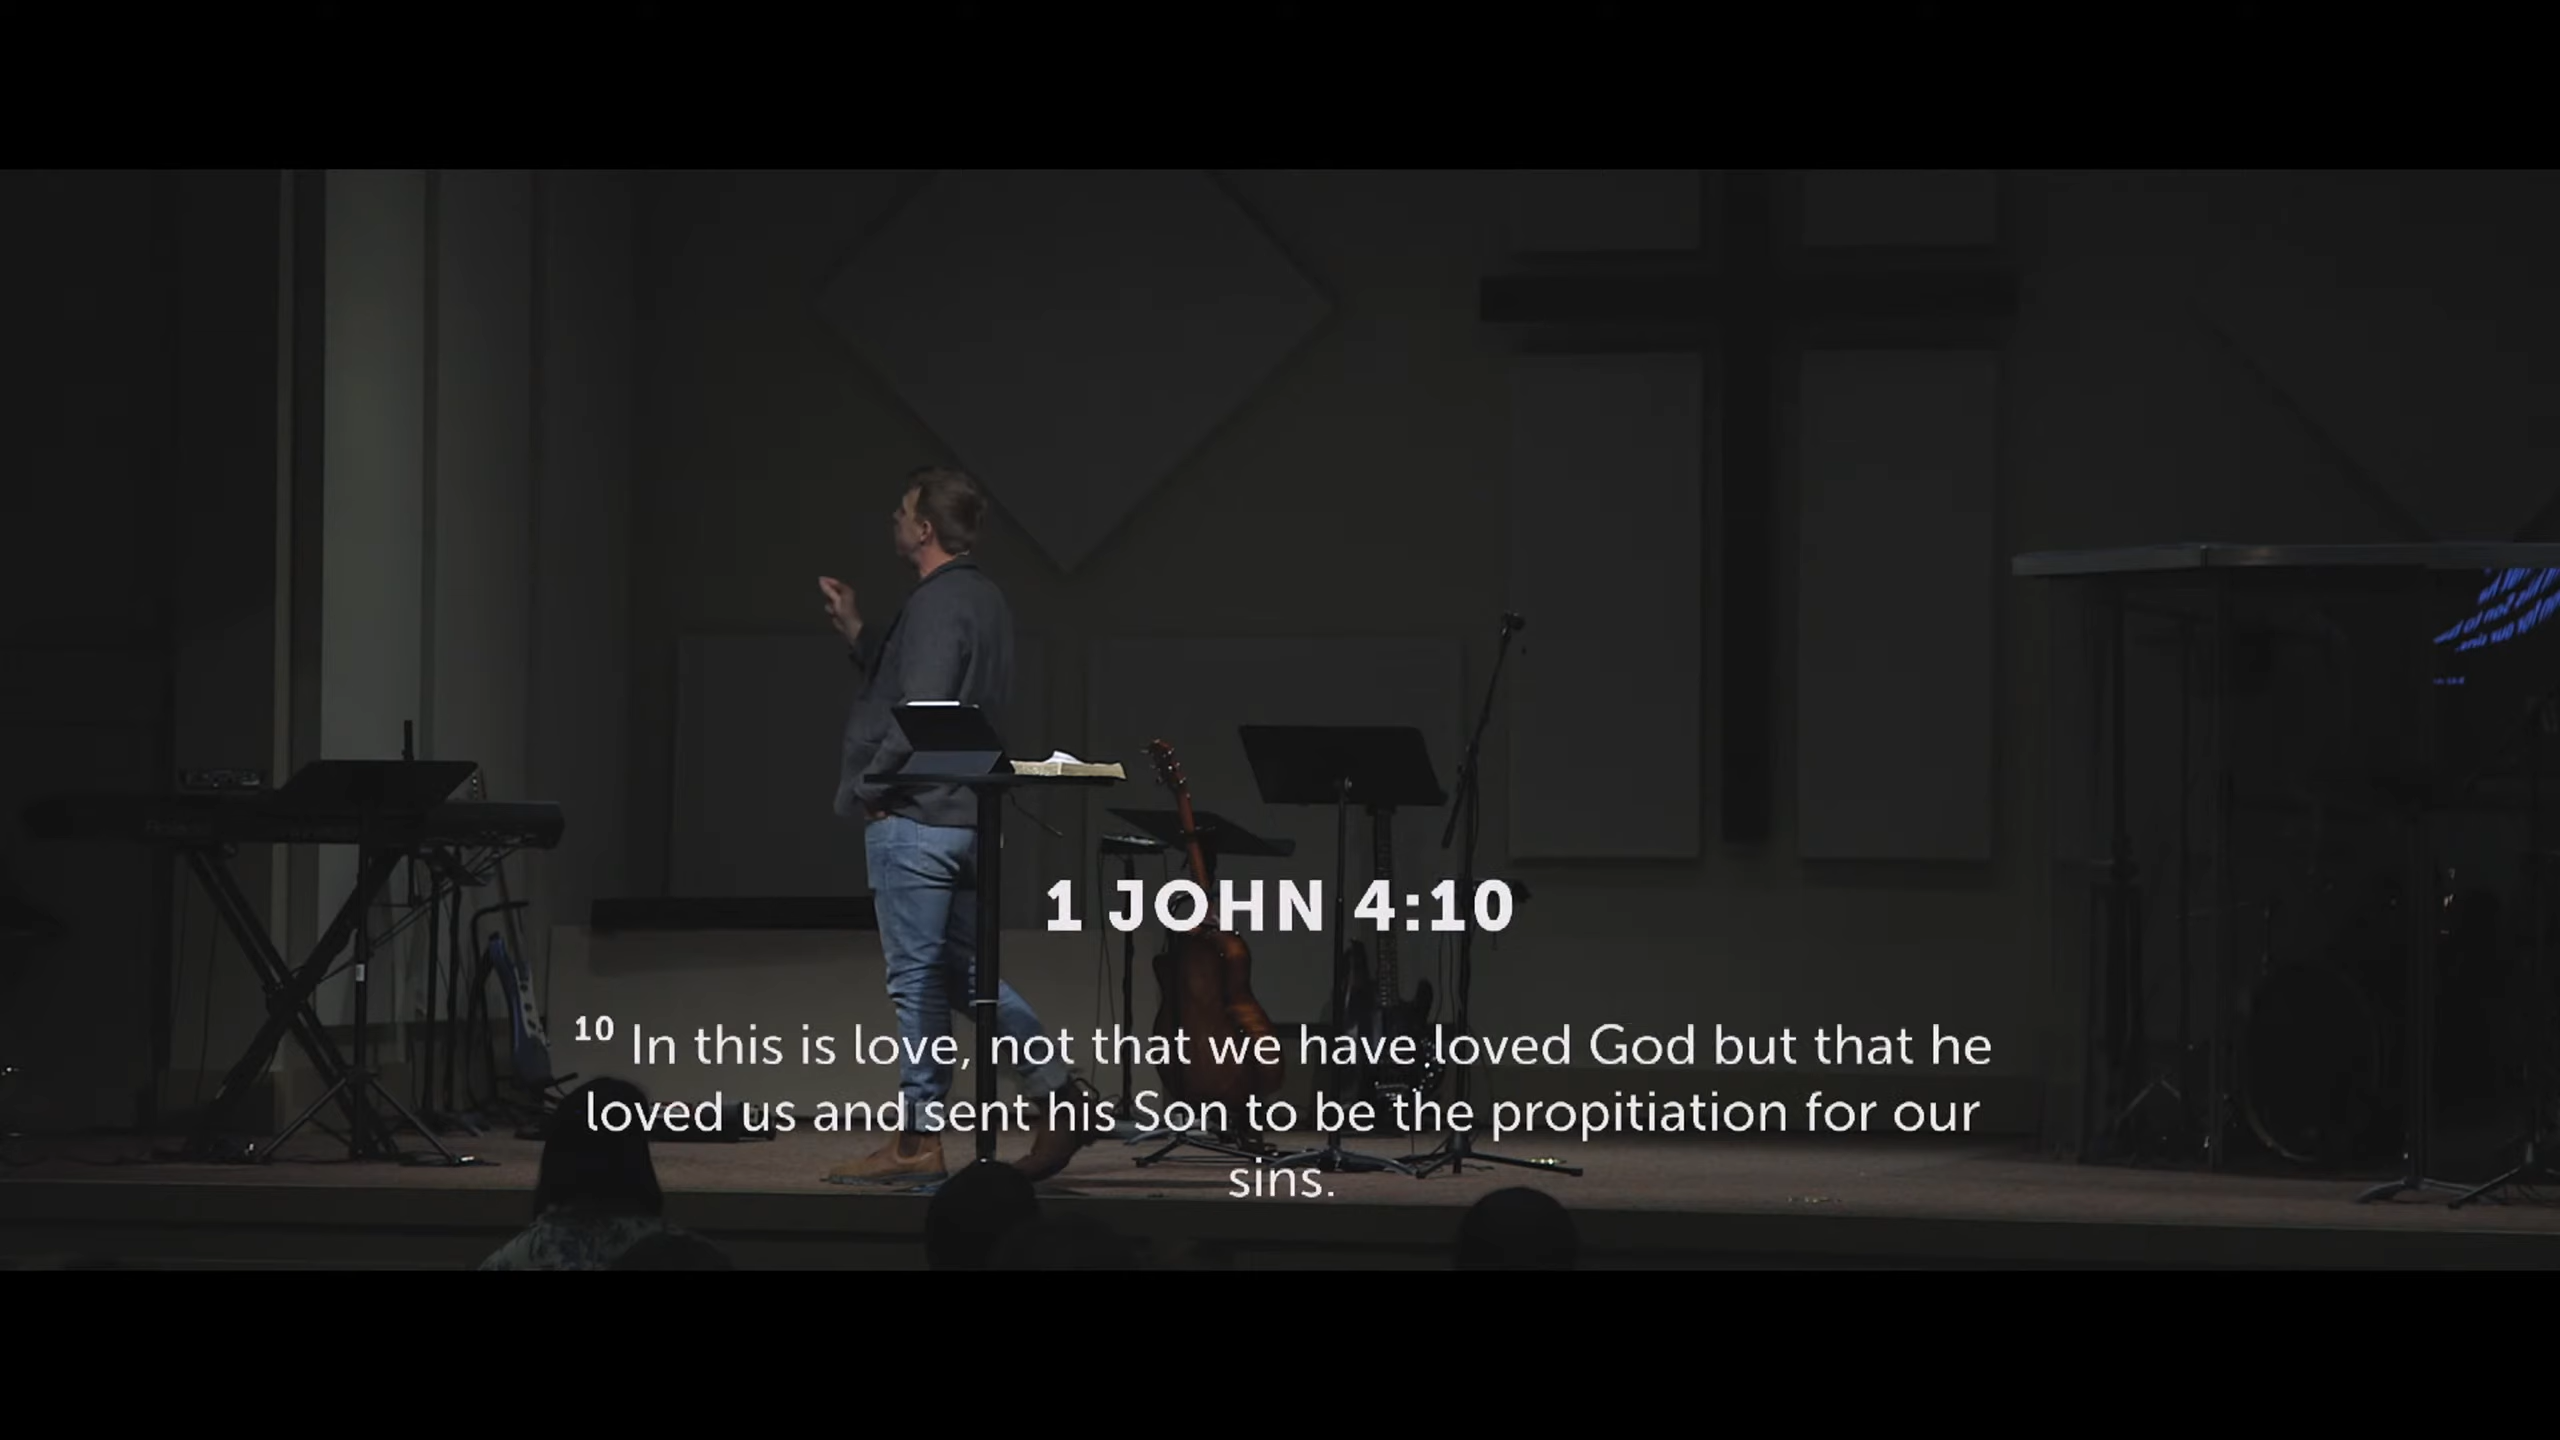 1 JOHN 4:10
10 In this is love, not that we have loved God but that he
loved us and sent his Son to be the propitiation for our
sins.